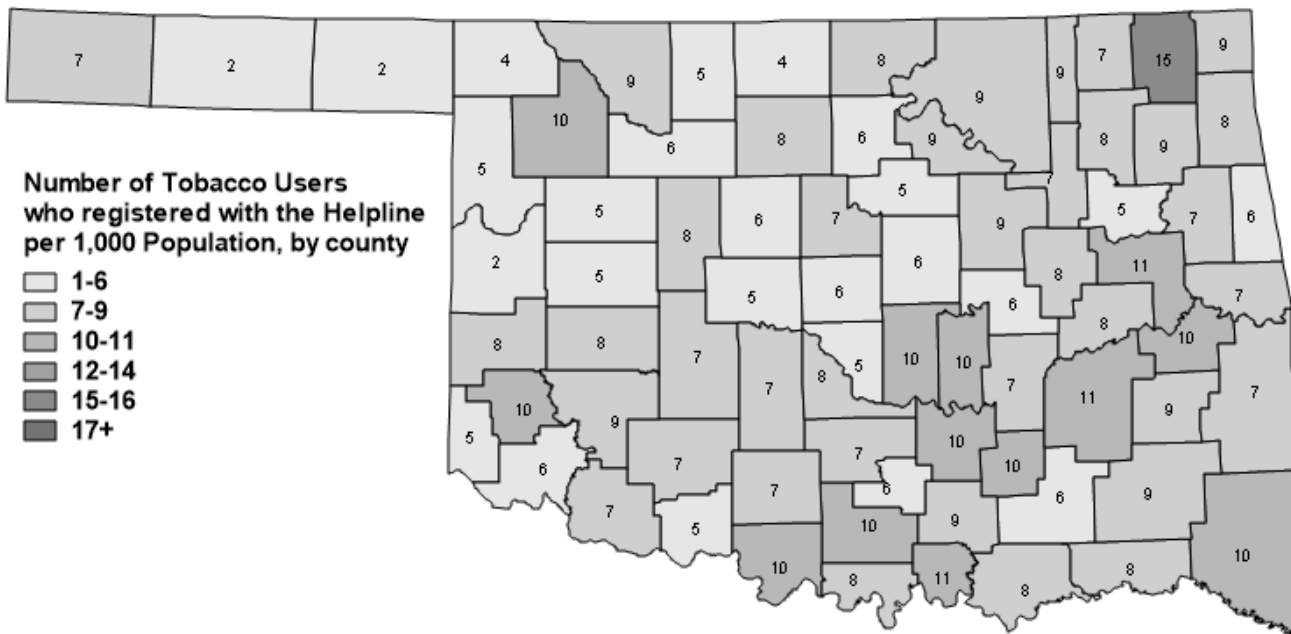 7 2 2 4 9 5 4 8 9 9 7 15 9
10 6 8 6 9 8 9 8
5 5 8 6 7 5 9 7 5 7 6
2 5 5 6 6 8 11 7
8 8 7 5 7 8 5 10 10 6 7 8 10 7
5 10 9 7 7 10 10 11 9
6 7 5 7 6 9 6 9
10 10 8 11 8 8 10
Number of Tobacco Users
who registered with the Helpline
per 1,000 Population, by county
1-6
7-9
10-11
12-14
15-16
17+